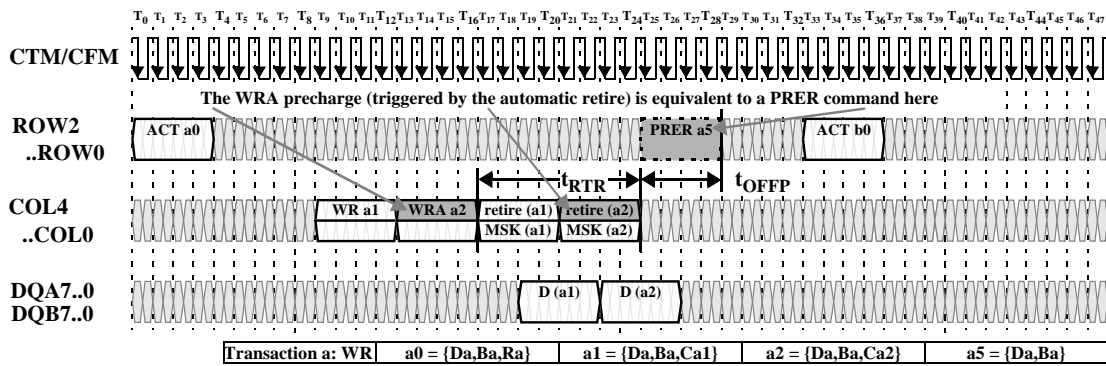 T0 T1 T2 T3 T4 T5 T6 T7 T8 T9 T10 T11 T12 T13 T14 T15 T16 T17 T18 T19 T20 T21 T22 T23 T24 T25 T26 T27 T28 T29 T30 T31 T32 T33 T34 T35 T36 T37 T38 T39 T40 T41 T42 T43 T44 T45 T46 T47
CTM/CFM
The WRA precharge (triggered by the automatic retire) is equivalent to a PRER command here
ROW2 ACT a0 PRER a5 ACT b0
..ROW0
tRTR tOFFP
COL4 WR a1 WRA a2 retire (a1) retire (a2)
..COL0 MSK (a1) MSK (a2)
DQA7..0 D (a1) D (a2)
DQB7..0
Transaction a: WR a0 = {Da,Ba,Ra} a1 = {Da,Ba,Ca1} a2 = {Da,Ba,Ca2} a5 = {Da,Ba}